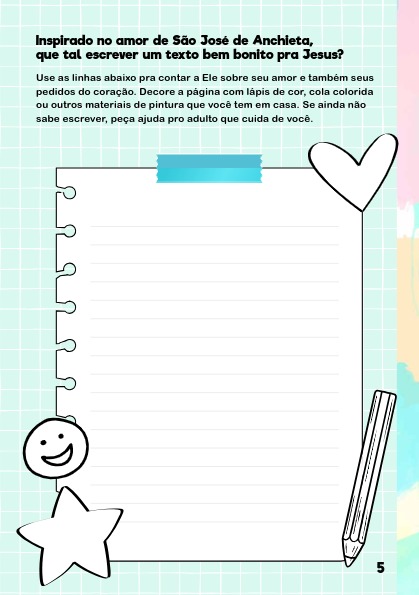 Inspirado no amor de São José de Anchieta,
que tal escrever um texto bem bonito pra Jesus?
Use as linhas abaixo pra contar a Ele sobre seu amor e também seus
pedidos do coração. Decore a página com lápis de cor, cola colorida
ou outros materiais de pintura que você tem em casa. Se ainda não
sabe escrever, peça ajuda pro adulto que cuida de você.
5